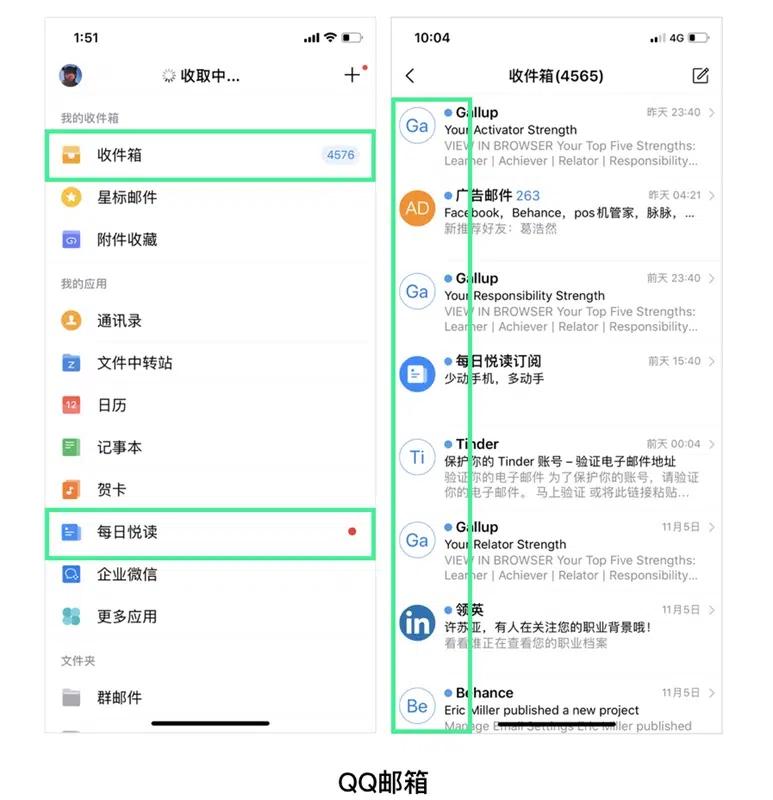 1:51
收取中...
我的收件箱
收件箱 4576
星标邮件
附件收藏
我的应用
通讯录
文件中转站
12 日历
记事本
贺卡
每日悦读
企业微信
更多应用
文件夹
群邮件
10:04 4G
收件箱(4565)
Ga Gallup 昨天 23:40
Your Activator Strength
VIEW IN BROWSER Your Top Five Strengths:
Learner | Achiever | Relator | Responsibility...
AD 广告邮件 263 昨天 04:21
Facebook，Behance，pos机管家，脉脉，...
新推荐好友：葛浩然
Ga Gallup 前天 23:40
Your Responsibility Strength
VIEW IN BROWSER Your Top Five Strengths:
Learner | Achiever | Relator | Responsibility...
每日悦读订阅 前天 15:40
少动手机，多动手
Ti Tinder 前天 00:04
保护你的 Tinder 账号 – 验证电子邮件地址
验证你的电子邮件 为了保护你的账号，请验证
你的电子邮件。 马上验证 或将此链接粘贴...
Ga Gallup 11月5日
Your Relator Strength
VIEW IN BROWSER Your Top Five Strengths:
Learner | Achiever | Relator | Responsibility...
in 领英 11月5日
许苏亚，有人在关注您的职业背景哦！
看看谁正在查看您的职业档案
Be Behance 11月5日
Eric Miller published a new project
Manage Email Settings Eric Miller published
QQ邮箱